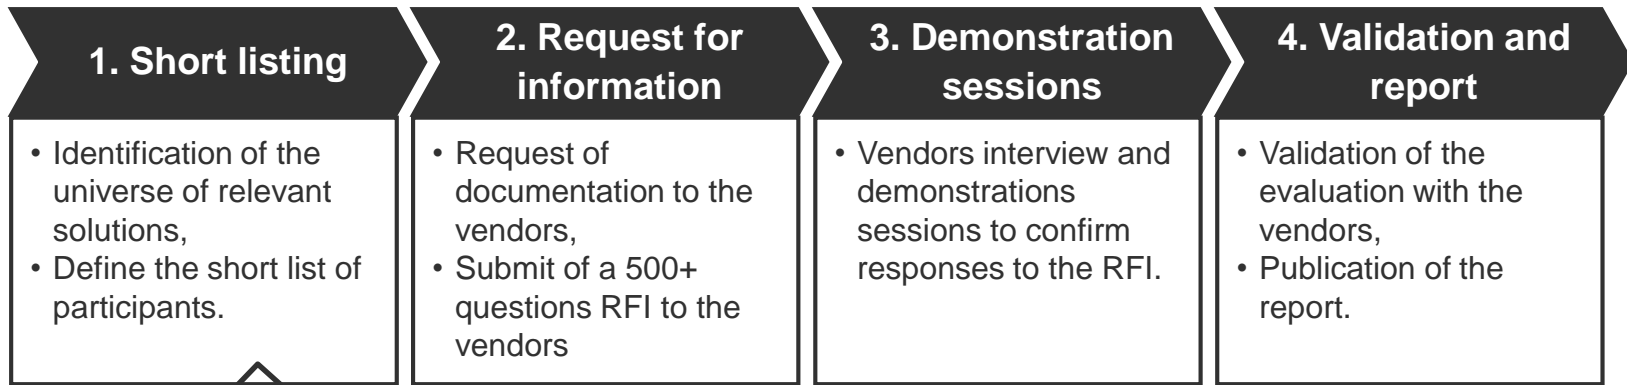 1. Short listing
• Identification of the
universe of relevant
solutions,
• Define the short list of
participants.
2. Request for
information
• Request of
documentation to the
vendors,
• Submit of a 500+
questions RFI to the
vendors
3. Demonstration
sessions
• Vendors interview and
demonstrations
sessions to confirm
responses to the RFI.
4. Validation and
report
• Validation of the
evaluation with the
vendors,
• Publication of the
report.